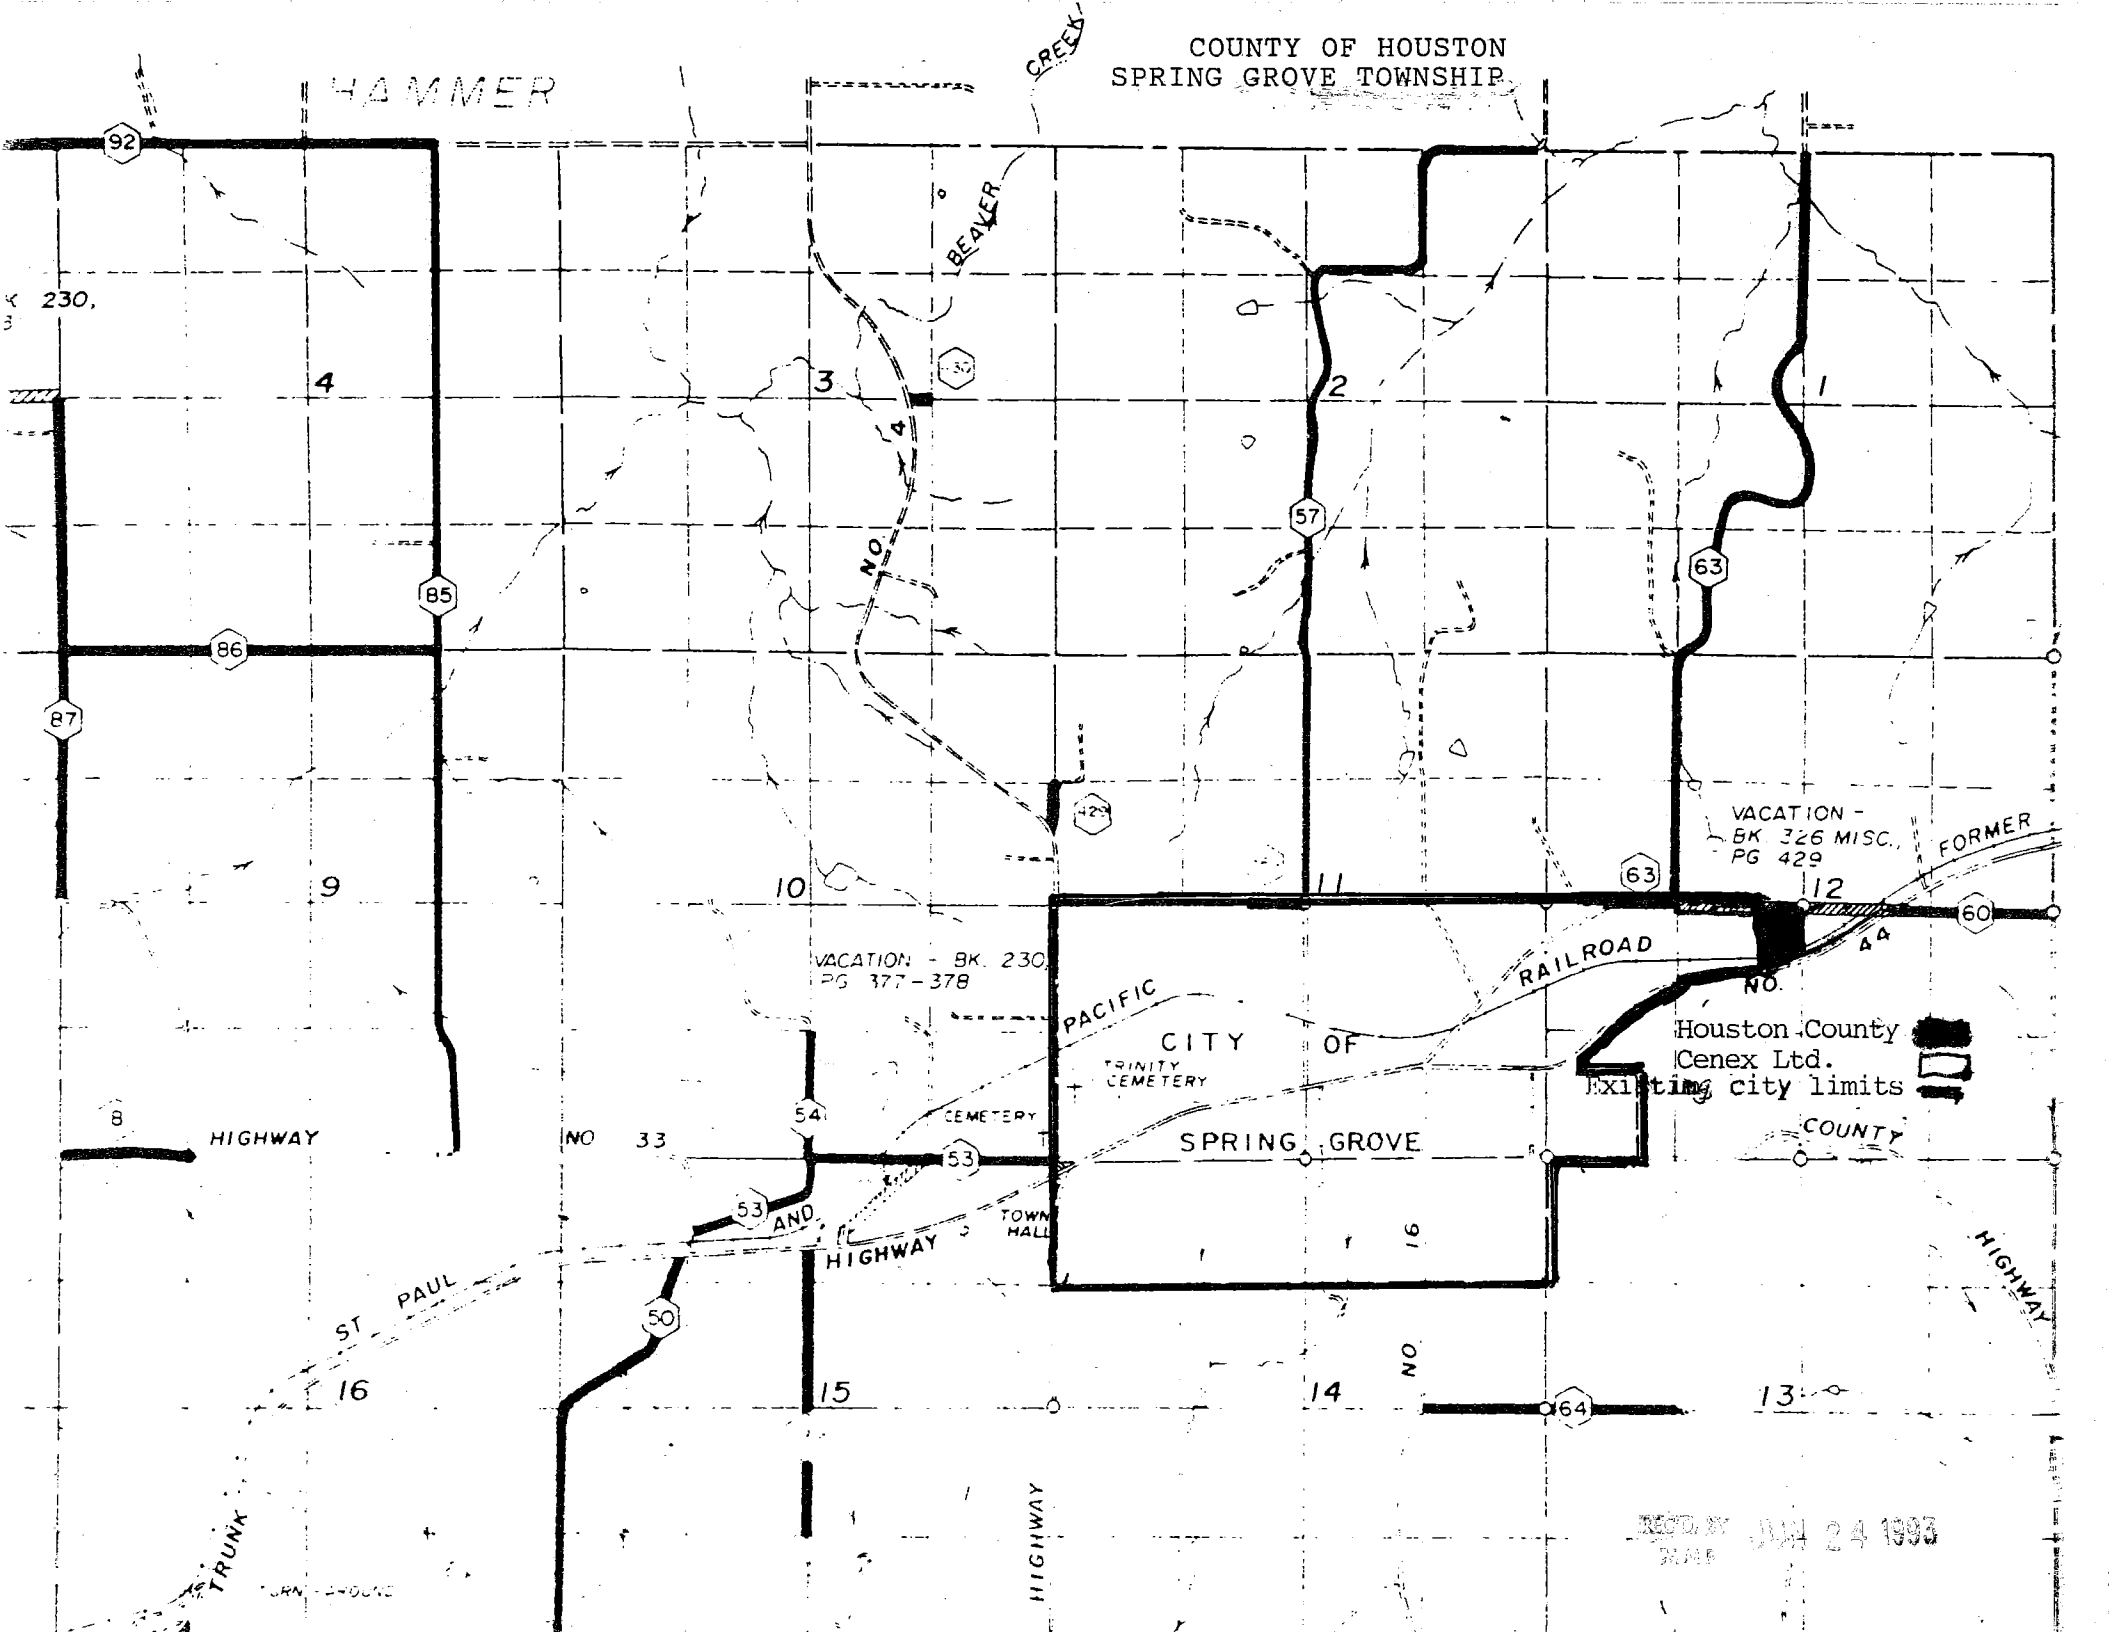 COUNTY OF HOUSTON
SPRING GROVE TOWNSHIP
HAMMER
CREEK
BEAVER
92
230,
4
3
2
1
NO. 4
57
63
85
86
87
VACATION -
BK 326 MISC.,
PG 429
FORMER
429
63
9
10
11
12
60
44
NO.
VACATION - BK. 230
PG 377-378
PACIFIC
RAILROAD
CITY OF
TRINITY
CEMETERY
Houston County
Cenex Ltd.
Existing city limits
8
HIGHWAY NO 33
54
CEMETERY
53
SPRING GROVE
COUNTY
53
AND
TOWN
HALL
HIGHWAY
16
HIGHWAY
ST PAUL
50
NO
16
15
14
64
13
TRUNK
TURN-AROUND
HIGHWAY
JUN 24 1993